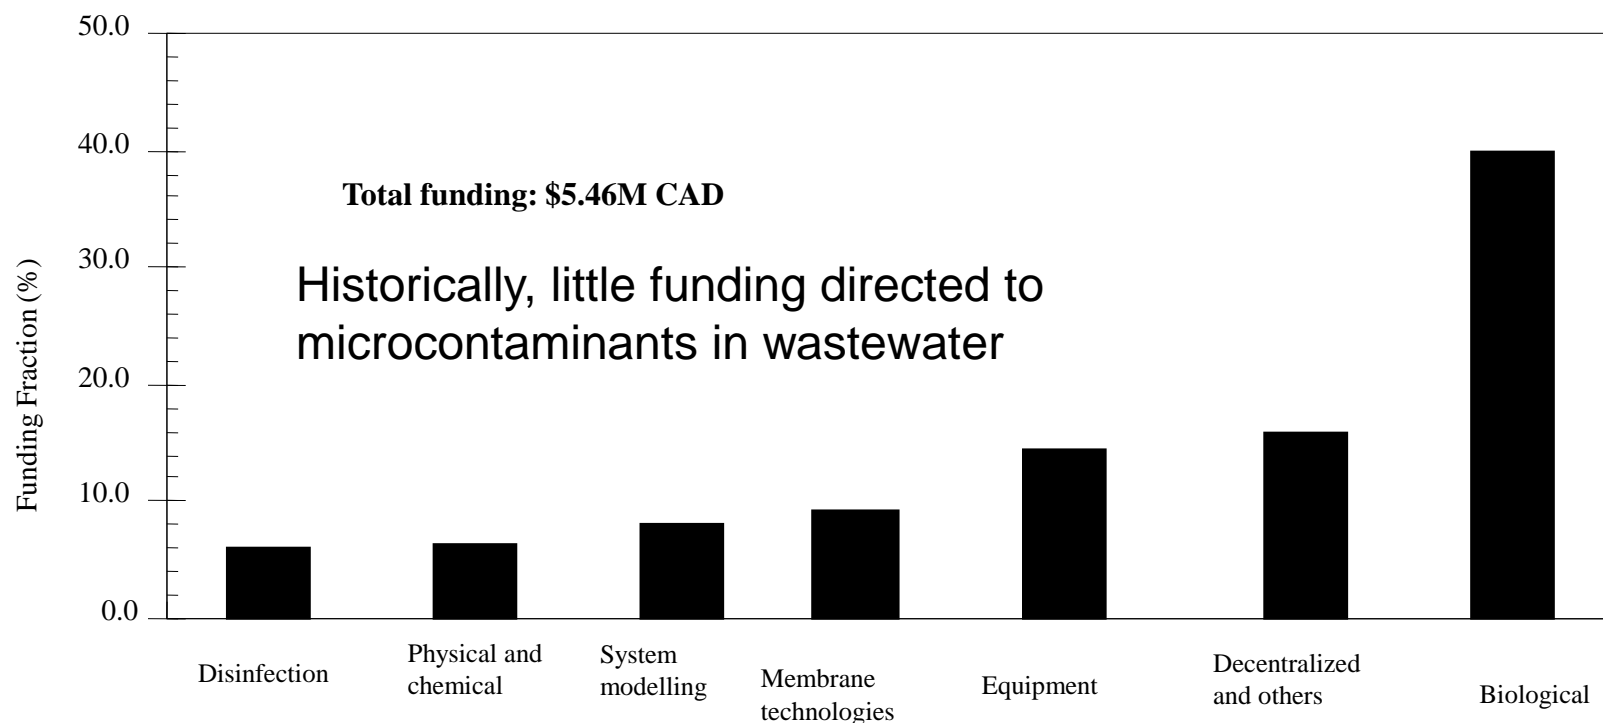 50.0
40.0
30.0
20.0
10.0
0.0
Funding Fraction (%)
Total funding: $5.46M CAD
Historically, little funding directed to
microcontaminants in wastewater
Disinfection
Physical and
chemical
System
modelling
Membrane
technologies
Equipment
Decentralized
and others
Biological